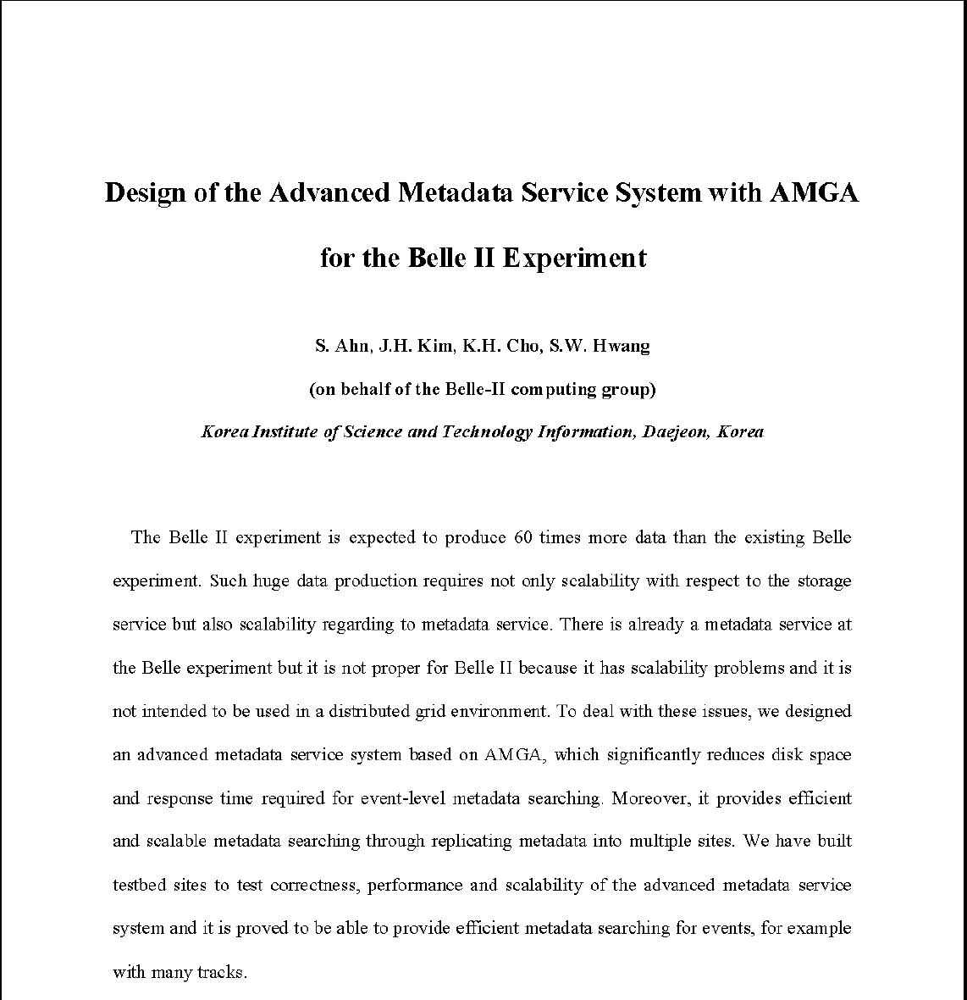 Design of the Advanced Metadata Service System with AMGA
for the Belle II Experiment
S. Ahn, J.H. Kim, K.H. Cho, S.W. Hwang
(on behalf of the Belle-II computing group)
Korea Institute of Science and Technology Information, Daejeon, Korea
The Belle II experiment is expected to produce 60 times more data than the existing Belle
experiment. Such huge data production requires not only scalability with respect to the storage
service but also scalability regarding to metadata service. There is already a metadata service at
the Belle experiment but it is not proper for Belle II because it has scalability problems and it is
not intended to be used in a distributed grid environment. To deal with these issues, we designed
an advanced metadata service system based on AMGA, which significantly reduces disk space
and response time required for event-level metadata searching. Moreover, it provides efficient
and scalable metadata searching through replicating metadata into multiple sites. We have built
testbed sites to test correctness, performance and scalability of the advanced metadata service
system and it is proved to be able to provide efficient metadata searching for events, for example
with many tracks.